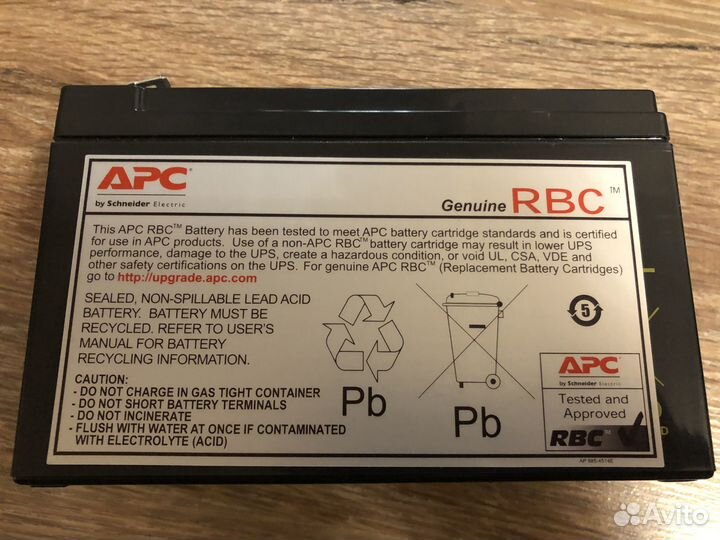 APC
by Schneider Electric
Genuine RBC™
This APC RBC™ Battery has been tested to meet APC battery cartridge standards and is certified
for use in APC products. Use of a non-APC RBC™ battery cartridge may result in lower UPS
performance, damage to the UPS, create a hazardous condition, or void UL, CSA, VDE and
other safety certifications on the UPS. For genuine APC RBC™ (Replacement Battery Cartridges)
go to http://upgrade.apc.com
SEALED, NON-SPILLABLE LEAD ACID
BATTERY. BATTERY MUST BE
RECYCLED. REFER TO USER'S
MANUAL FOR BATTERY
RECYCLING INFORMATION.
CAUTION:
- DO NOT CHARGE IN GAS TIGHT CONTAINER
- DO NOT SHORT BATTERY TERMINALS
- DO NOT INCINERATE
- FLUSH WITH WATER AT ONCE IF CONTAMINATED
WITH ELECTROLYTE (ACID)
Pb
Pb
5
APC
by Schneider Electric
Tested and
Approved
RBC
AP 885-4514E
Avito